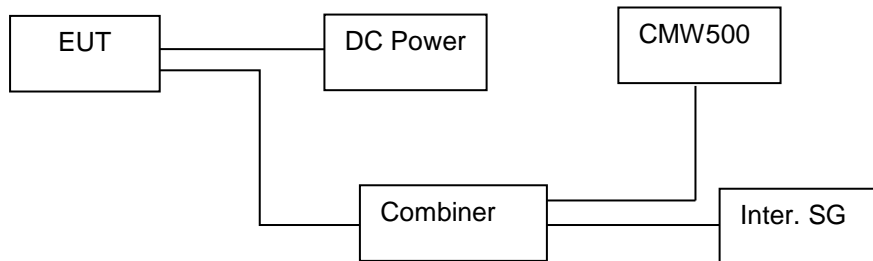 EUT
DC Power
CMW500
Combiner
Inter. SG